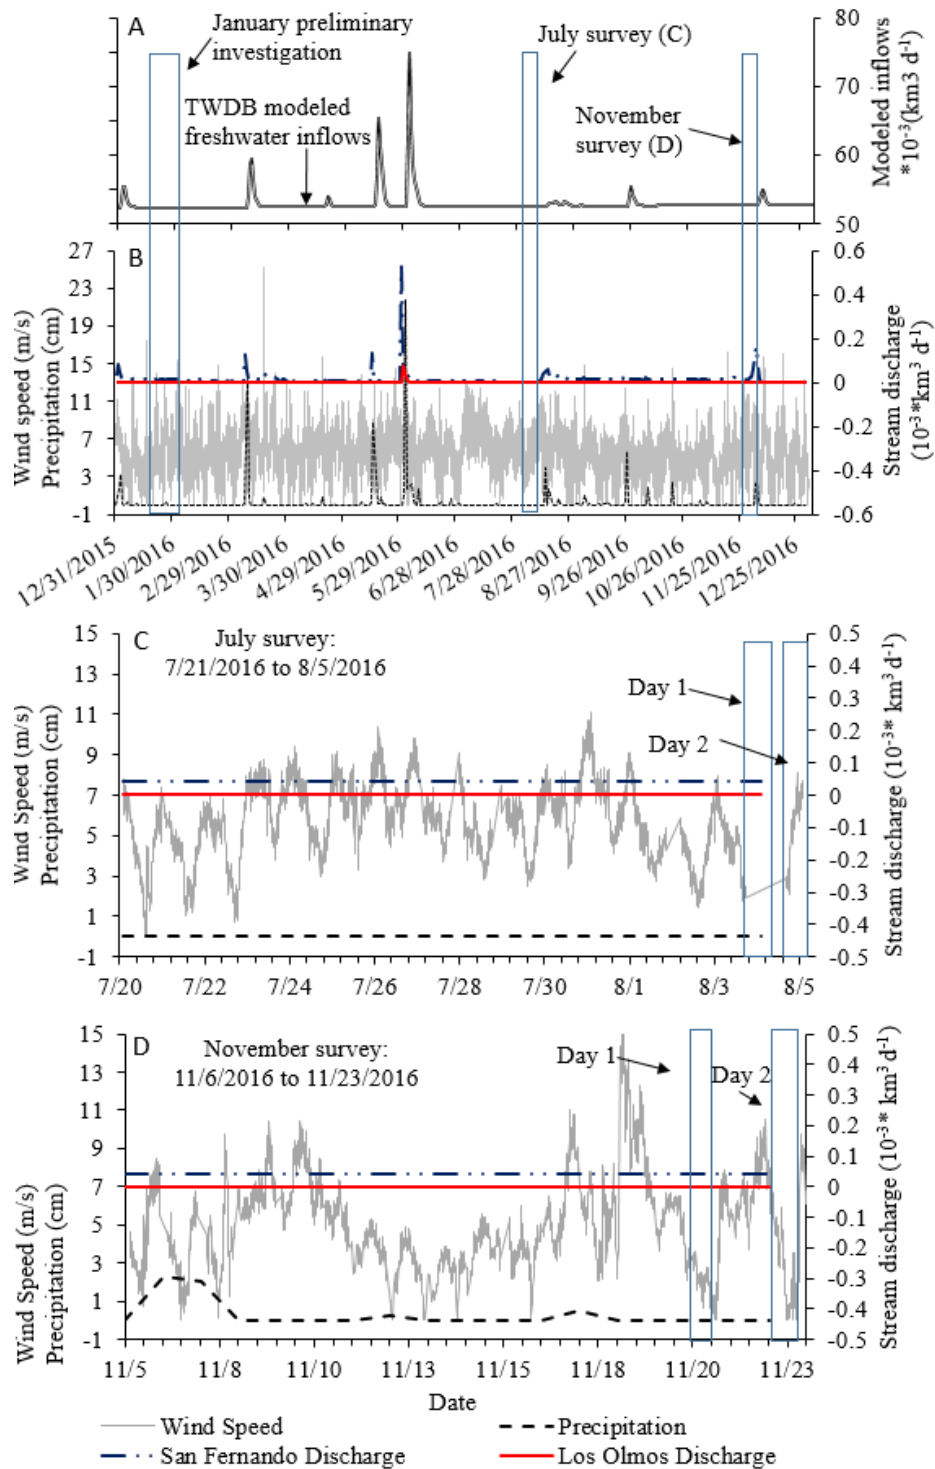 A
January preliminary
investigation
TWDB modeled
freshwater inflows
July survey (C)
November
survey (D)
80
70
60
50
Modeled inflows
*10⁻³(km3 d⁻¹)
B
27
23
19
15
11
7
3
-1
Wind speed (m/s)
Precipitation (cm)
0.6
0.4
0.2
0
-0.2
-0.4
-0.6
Stream discharge
(10⁻³*km³ d⁻¹)
12/31/2015
1/30/2016
2/29/2016
3/30/2016
4/29/2016
5/29/2016
6/28/2016
7/28/2016
8/27/2016
9/26/2016
10/26/2016
11/25/2016
12/25/2016
C
July survey:
7/21/2016 to 8/5/2016
Day 1
Day 2
15
13
11
9
7
5
3
1
-1
Wind Speed (m/s)
Precipitation (cm)
0.5
0.4
0.3
0.2
0.1
0
-0.1
-0.2
-0.3
-0.4
-0.5
Stream discharge (10⁻³* km³ d⁻¹)
7/20 7/22 7/24 7/26 7/28 7/30 8/1 8/3 8/5
D
November survey:
11/6/2016 to 11/23/2016
Day 1
Day 2
15
13
11
9
7
5
3
1
-1
Wind Speed (m/s)
Precipitation (cm)
0.5
0.4
0.3
0.2
0.1
0
-0.1
-0.2
-0.3
-0.4
-0.5
Stream discharge (10⁻³* km³ d⁻¹)
11/5 11/8 11/10 11/13 11/15 11/18 11/20 11/23
Date
Wind Speed
Precipitation
San Fernando Discharge
Los Olmos Discharge